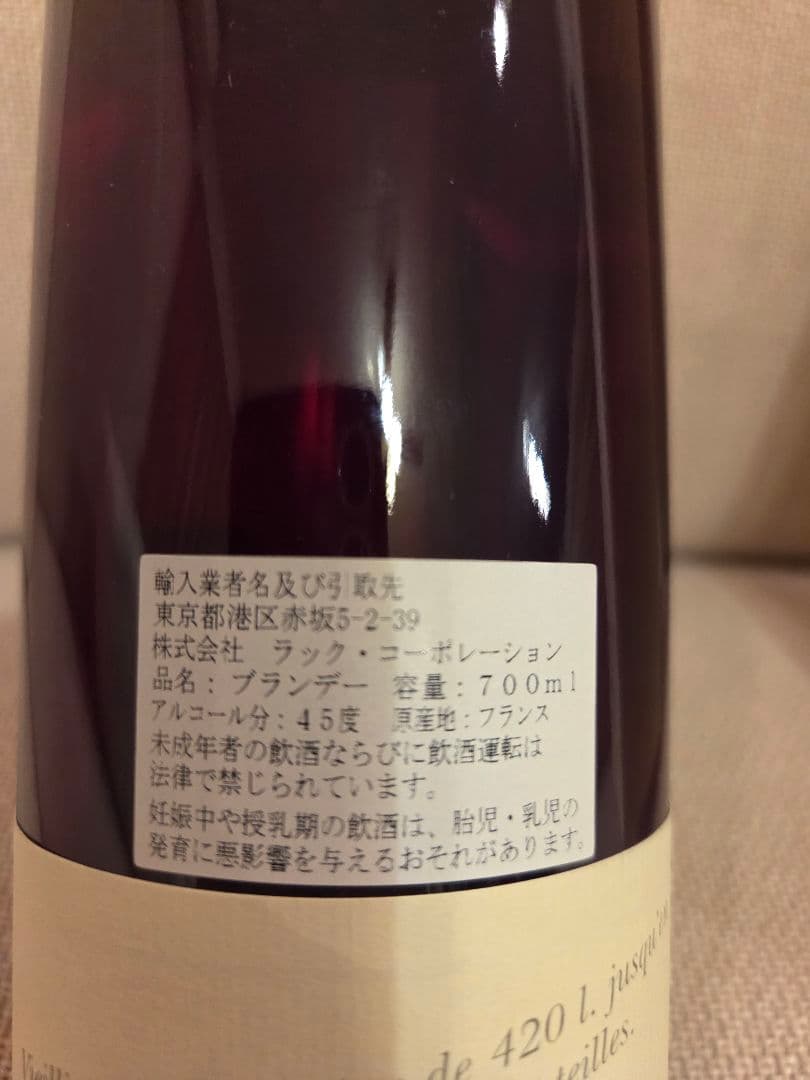 輸入業者名及び引取先
東京都港区赤坂5-2-39
株式会社　ラック・コーポレーション
品名：ブランデー　容量：700ml
アルコール分：45度　原産地：フランス
未成年者の飲酒ならびに飲酒運転は
法律で禁じられています。
妊娠中や授乳期の飲酒は、胎児・乳児の
発育に悪影響を与えるおそれがあります。
de 420 l. jusqu'en